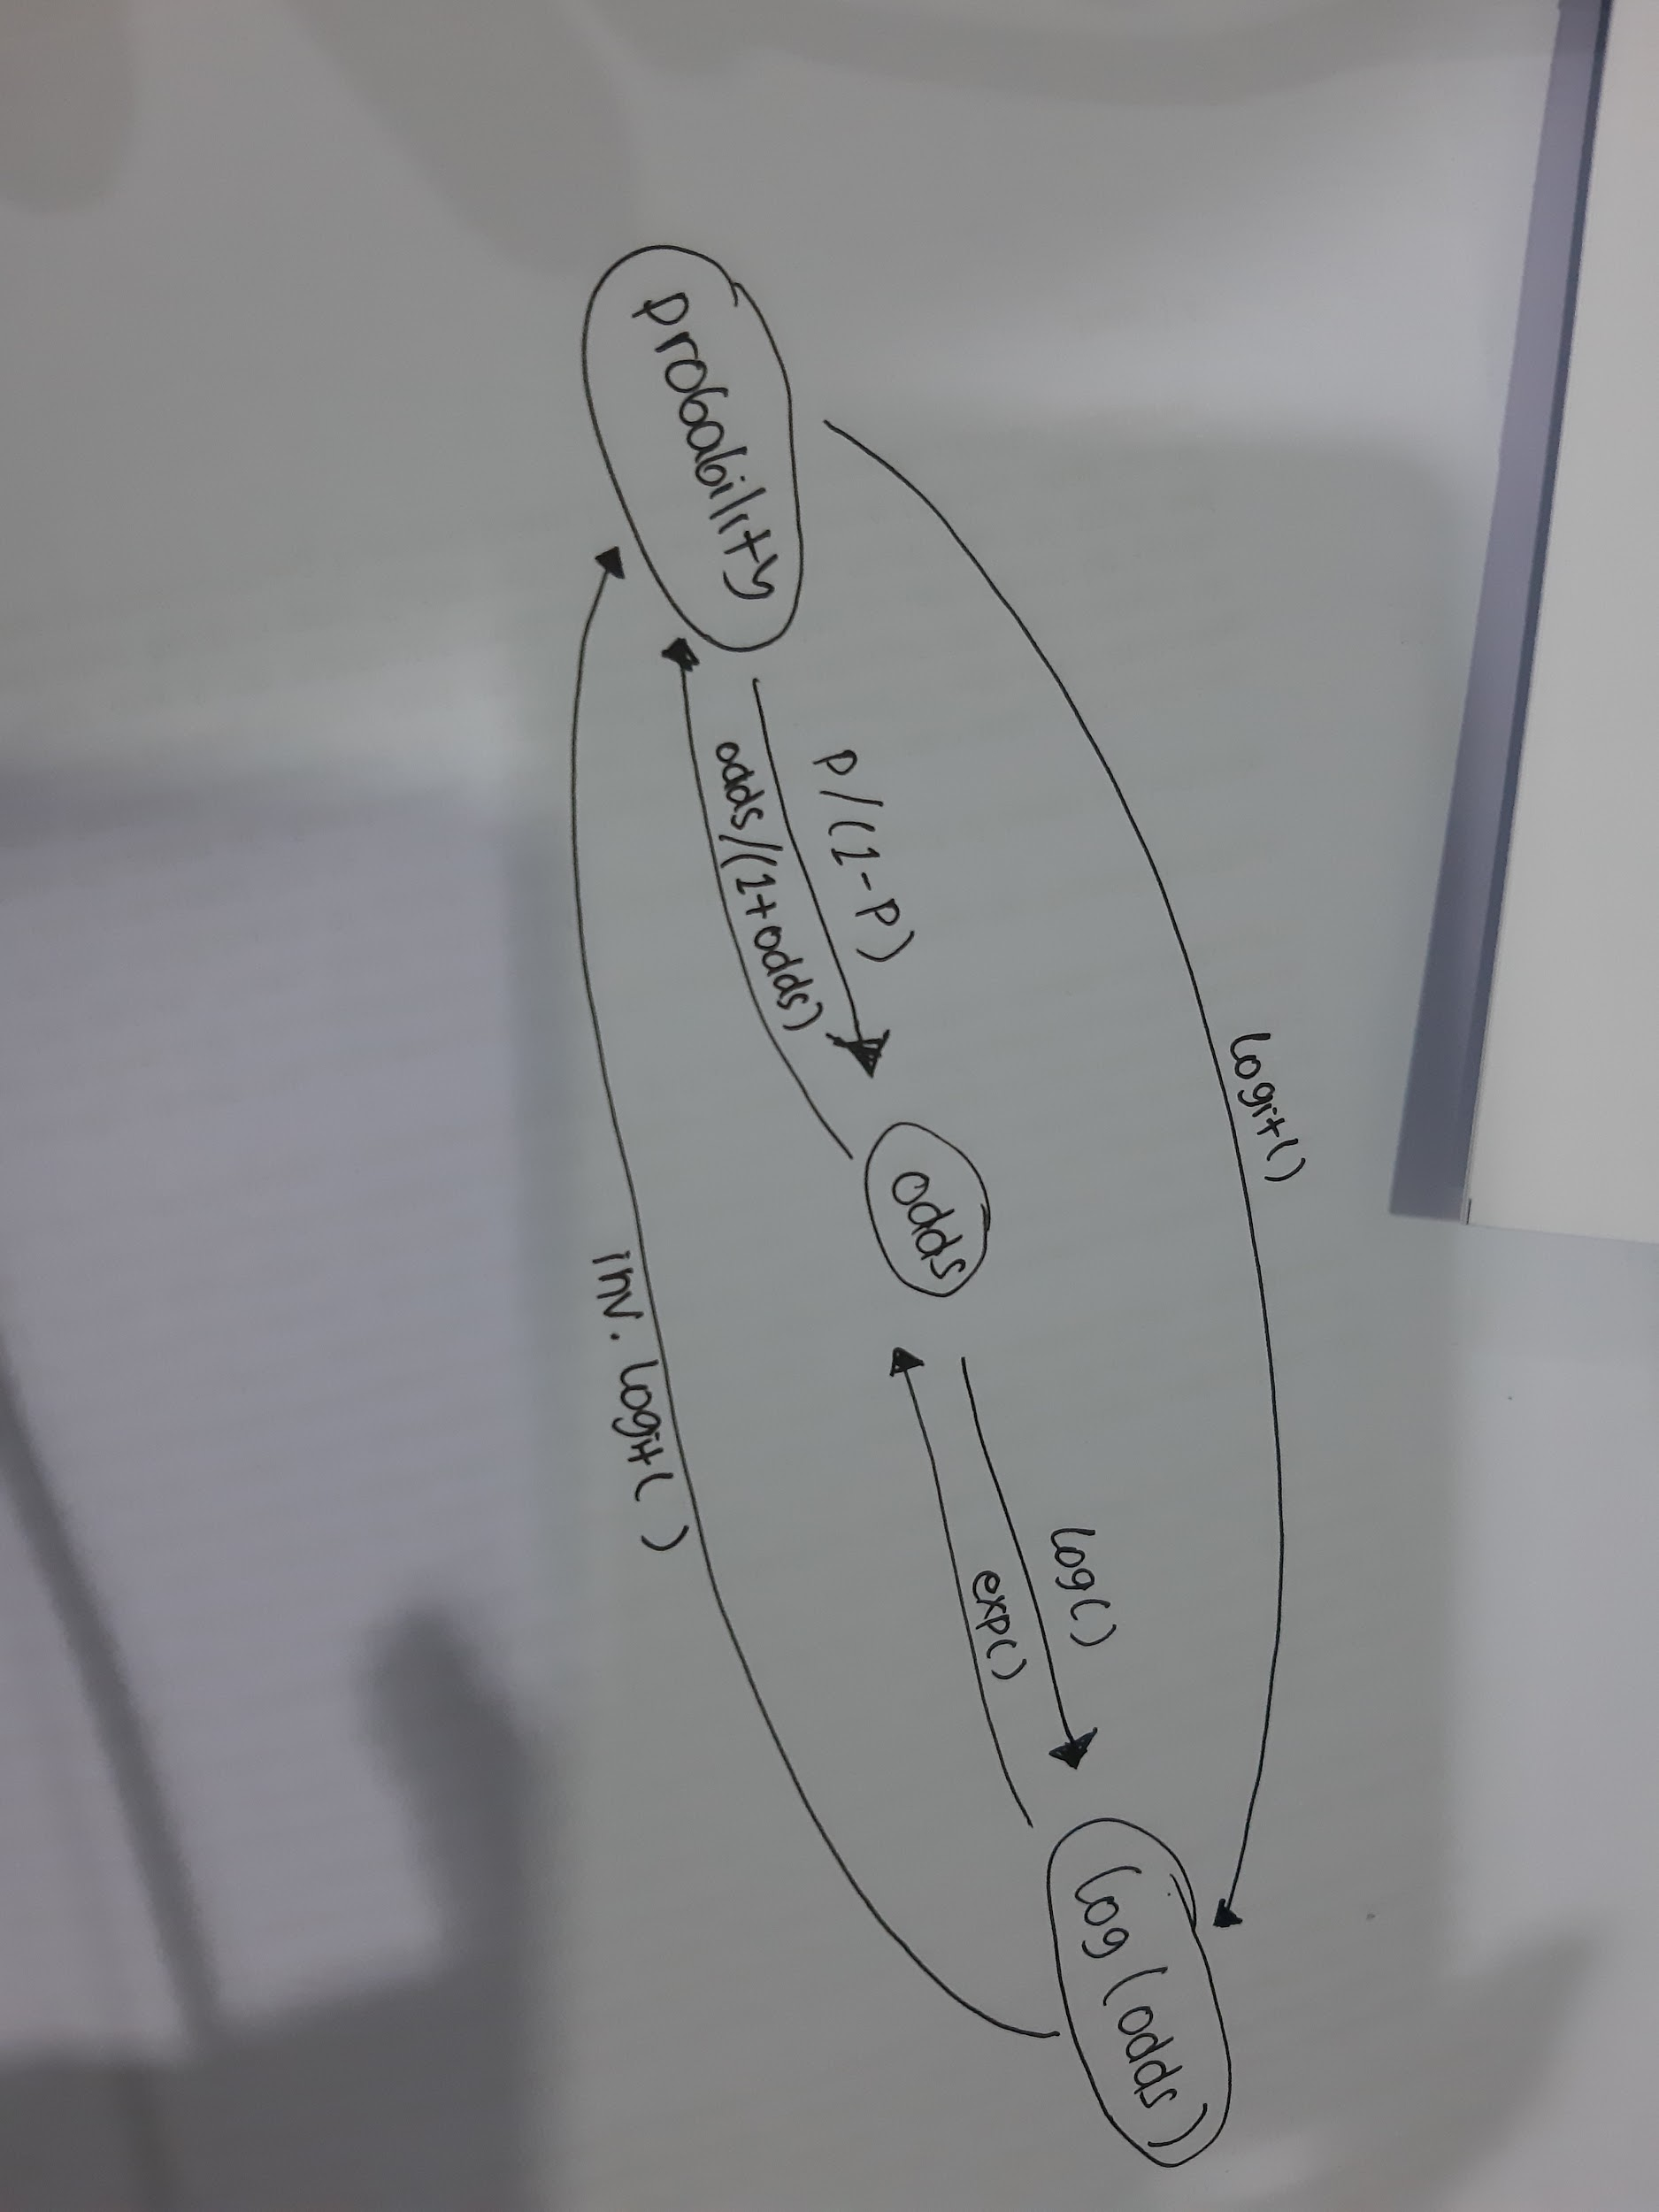 Logit()
probability
p/(1-p)
odds/(1+odds)
odds
log()
exp()
log(odds)
inv.logit()